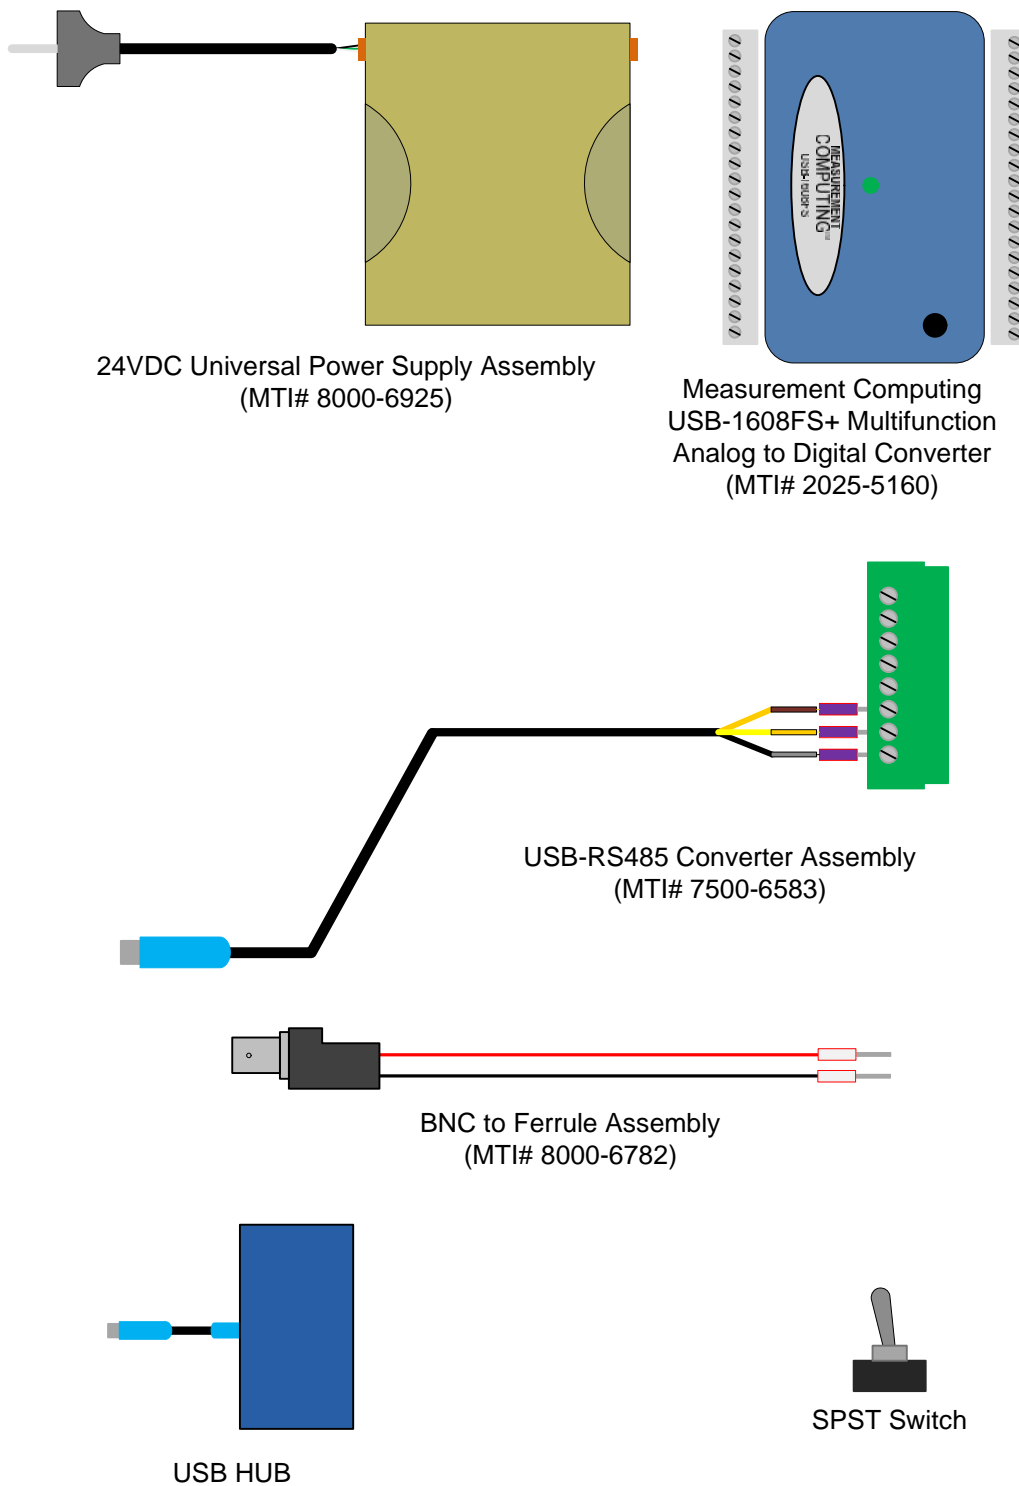 MEASUREMENT
COMPUTING
USB-1608FS
24VDC Universal Power Supply Assembly
(MTI# 8000-6925)
Measurement Computing
USB-1608FS+ Multifunction
Analog to Digital Converter
(MTI# 2025-5160)
USB-RS485 Converter Assembly
(MTI# 7500-6583)
BNC to Ferrule Assembly
(MTI# 8000-6782)
SPST Switch
USB HUB